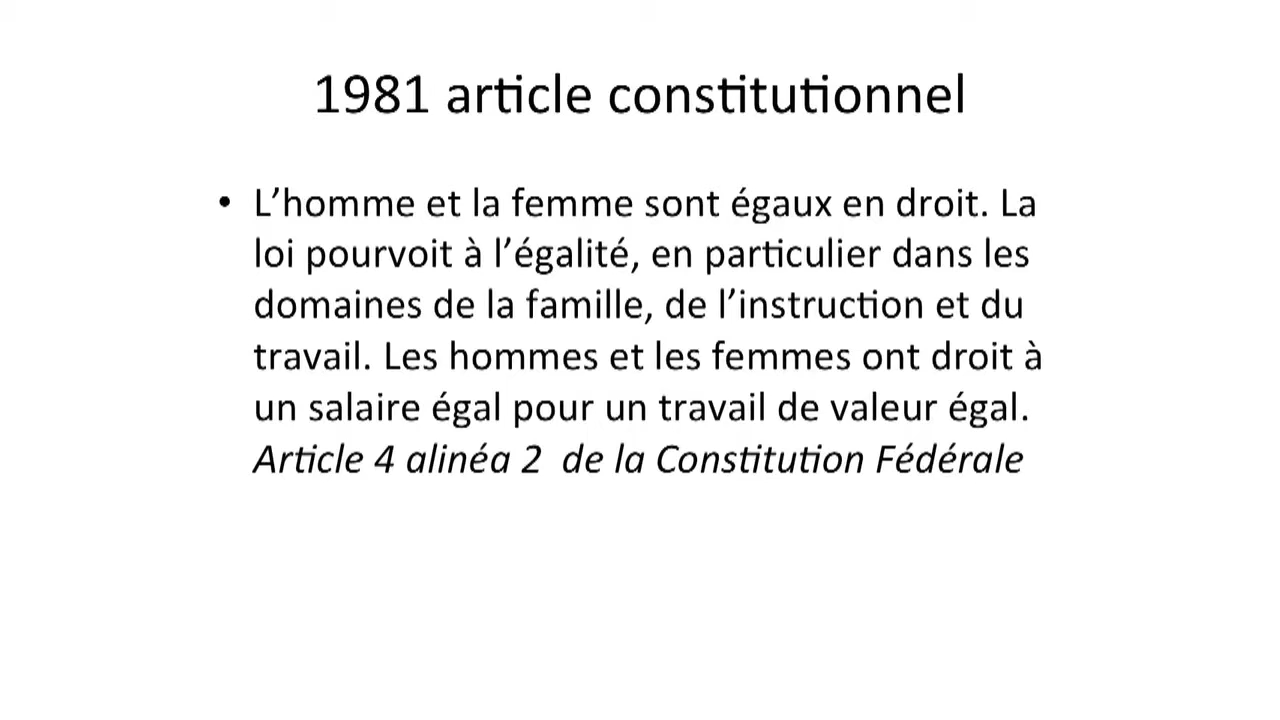 1981 article constitutionnel
• L’homme et la femme sont égaux en droit. La
loi pourvoit à l’égalité, en particulier dans les
domaines de la famille, de l’instruction et du
travail. Les hommes et les femmes ont droit à
un salaire égal pour un travail de valeur égal.
Article 4 alinéa 2  de la Constitution Fédérale